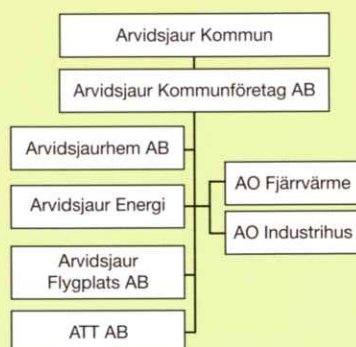 Arvidsjaur Kommun
Arvidsjaur Kommunföretag AB
Arvidsjaurhem AB
Arvidsjaur Energi
AO Fjärrvärme
AO Industrihus
Arvidsjaur
Flygplats AB
ATT AB